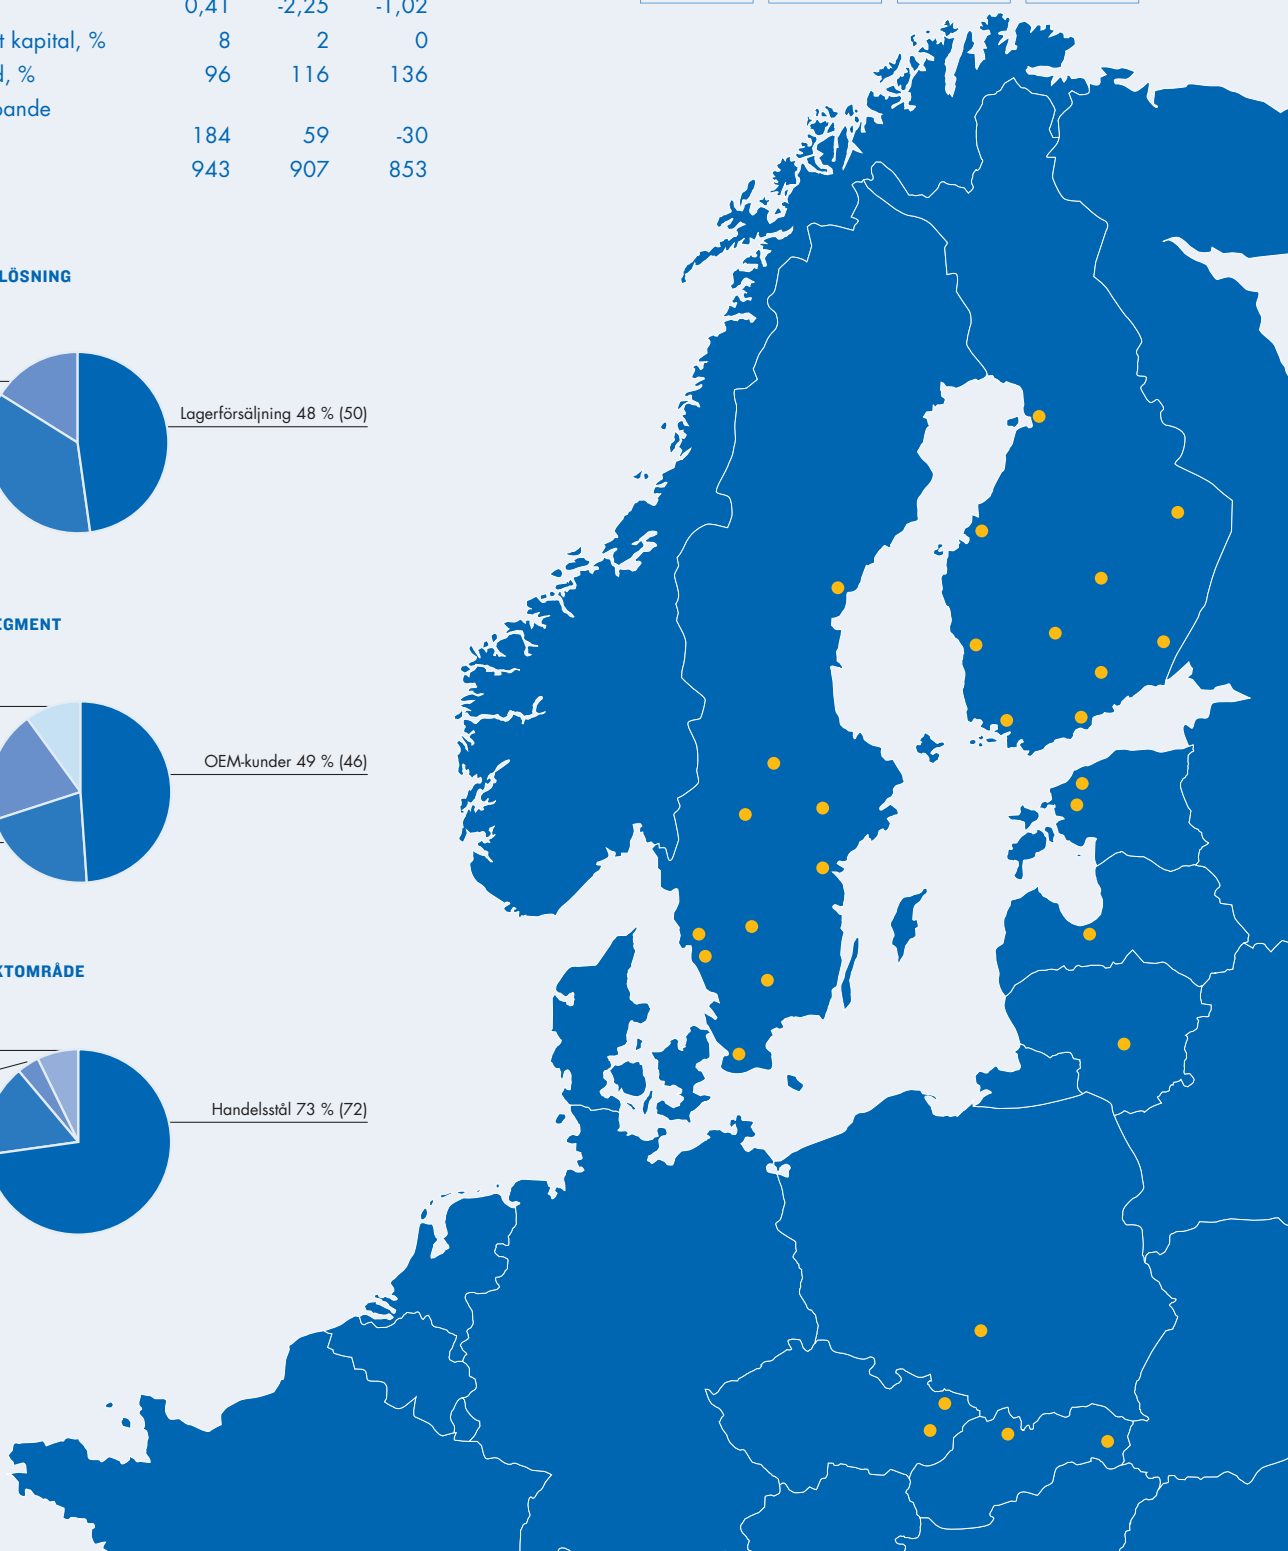 0,41 -2,25 -1,02
t kapital, % 8 2 0
d, % 96 116 136
pande
184 59 -30
943 907 853
LÖSNING
Lagerförsäljning 48 % (50)
EGMENT
OEM-kunder 49 % (46)
KTOMRÅDE
Handelsstål 73 % (72)